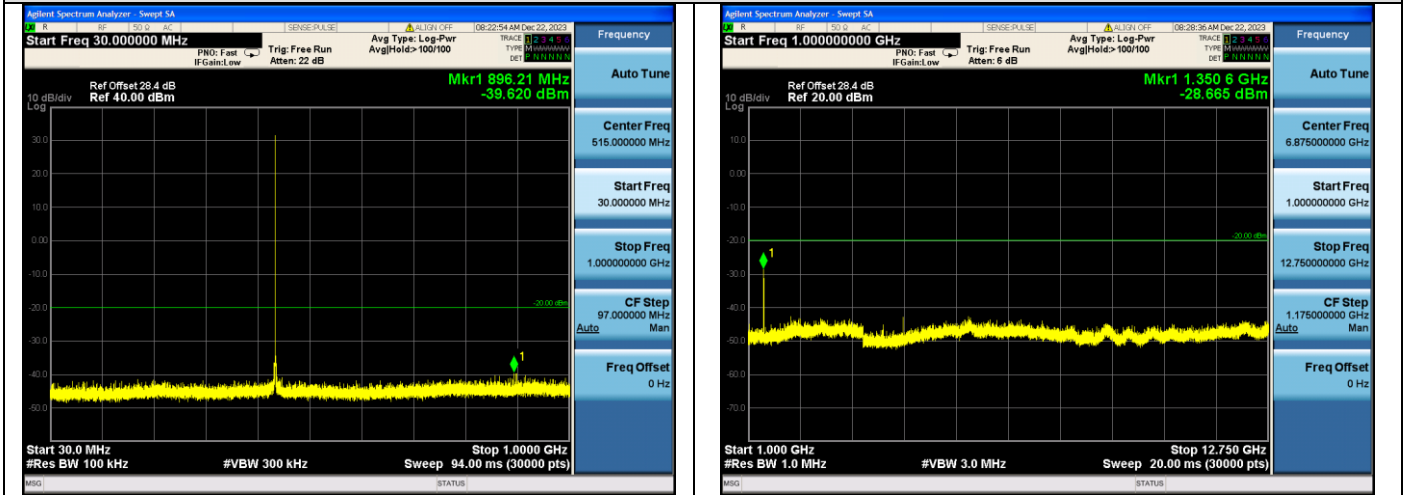 Agilent Spectrum Analyzer - Swept SA
R RF 50 Ω AC SENSE:PULSE ALIGN OFF 08:22:54 AM Dec 22, 2023
Start Freq 30.000000 MHz
PNO: Fast
IFGain:Low
Trig: Free Run
Atten: 22 dB
Avg Type: Log-Pwr
Avg|Hold:>100/100
TRACE 1 2 3 4 5 6
TYPE M
DET P N N N N N
Ref Offset 28.4 dB
Ref 40.00 dBm
10 dB/div
Log
Mkr1 896.21 MHz
-39.620 dBm
30.0
20.0
10.0
0.00
-10.0
-20.0
-20.00 dBm
-30.0
-40.0
-50.0
1
Start 30.0 MHz
Stop 1.0000 GHz
#Res BW 100 kHz
#VBW 300 kHz
Sweep 94.00 ms (30000 pts)
MSG
STATUS
Frequency
Auto Tune
Center Freq
515.000000 MHz
Start Freq
30.000000 MHz
Stop Freq
1.000000000 GHz
CF Step
97.000000 MHz
Auto Man
Freq Offset
0 Hz
Agilent Spectrum Analyzer - Swept SA
R RF 50 Ω AC SENSE:PULSE ALIGN OFF 08:28:36 AM Dec 22, 2023
Start Freq 1.000000000 GHz
PNO: Fast
IFGain:Low
Trig: Free Run
Atten: 6 dB
Avg Type: Log-Pwr
Avg|Hold:>100/100
TRACE 1 2 3 4 5 6
TYPE M
DET P N N N N N
Ref Offset 28.4 dB
Ref 20.00 dBm
10 dB/div
Log
Mkr1 1.350 6 GHz
-28.665 dBm
10.0
0.00
-10.0
-20.0
-20.00 dBm
-30.0
-40.0
-50.0
-60.0
-70.0
1
Start 1.000 GHz
Stop 12.750 GHz
#Res BW 1.0 MHz
#VBW 3.0 MHz
Sweep 20.00 ms (30000 pts)
MSG
STATUS
Frequency
Auto Tune
Center Freq
6.875000000 GHz
Start Freq
1.000000000 GHz
Stop Freq
12.750000000 GHz
CF Step
1.175000000 GHz
Auto Man
Freq Offset
0 Hz